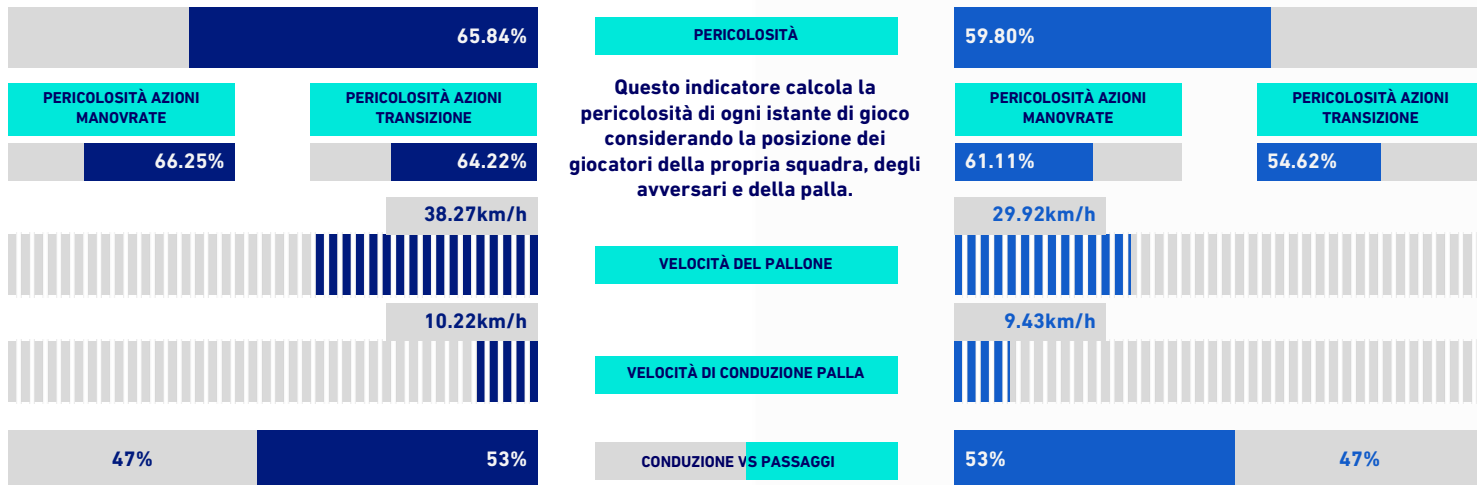 65.84%
PERICOLOSITÀ
59.80%
PERICOLOSITÀ AZIONI
MANOVRATE
PERICOLOSITÀ AZIONI
TRANSIZIONE
66.25%
64.22%
Questo indicatore calcola la
pericolosità di ogni istante di gioco
considerando la posizione dei
giocatori della propria squadra, degli
avversari e della palla.
PERICOLOSITÀ AZIONI
MANOVRATE
PERICOLOSITÀ AZIONI
TRANSIZIONE
61.11%
54.62%
38.27km/h
VELOCITÀ DEL PALLONE
29.92km/h
10.22km/h
VELOCITÀ DI CONDUZIONE PALLA
9.43km/h
47%
53%
CONDUZIONE VS PASSAGGI
53%
47%